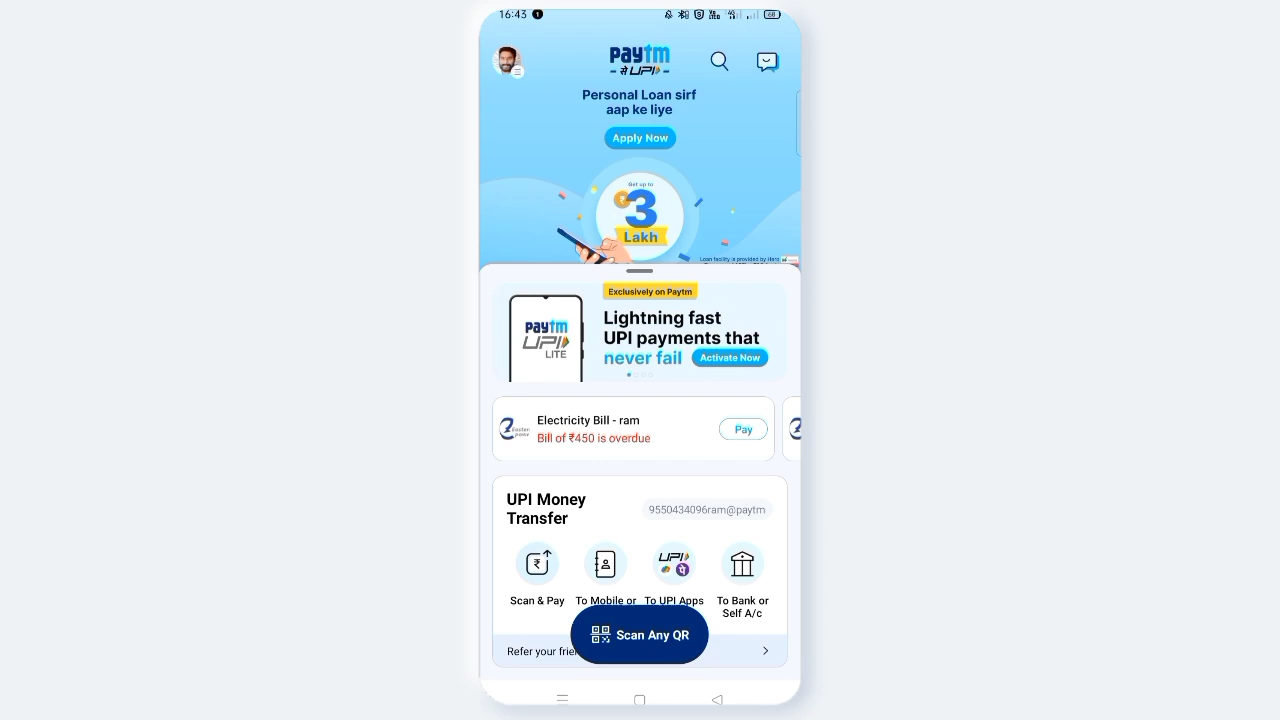 16:43
68
paytm
से UPI
Personal Loan sirf
aap ke liye
Apply Now
Get up to
₹3
Lakh
Loan facility is provided by Hero
Exclusively on Paytm
paytm
UPI
LITE
Lightning fast
UPI payments that
never fail
Activate Now
Electricity Bill - ram
Bill of ₹450 is overdue
Pay
UPI Money
Transfer
9550434096ram@paytm
UPI
Scan & Pay
To Mobile or
To UPI Apps
To Bank or
Self A/c
Scan Any QR
Refer your frie